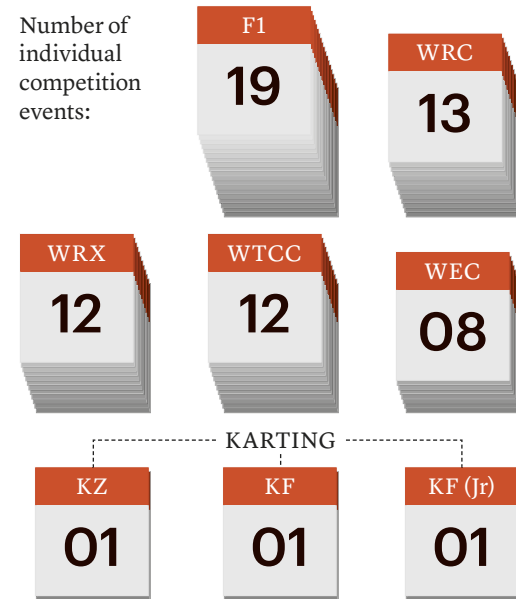 Number of
individual
competition
events:
F1
19
WRC
13
WRX
12
WTCC
12
WEC
08
KARTING
KZ
01
KF
01
KF (Jr)
01